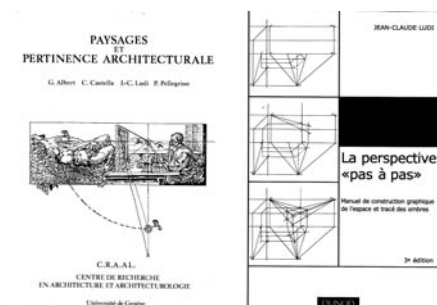 PAYSAGES
ET
PERTINENCE ARCHITECTURALE
G. Albert C. Castella J.-C. Ludi P. Pellegrino
C.R.A.A.L.
CENTRE DE RECHERCHE
EN ARCHITECTURE ET ARCHITECTUROLOGIE
Université de Genève
JEAN-CLAUDE LUDI
La perspective
«pas à pas»
Manuel de construction graphique
de l'espace et tracé des ombres
3e édition
DUNOD